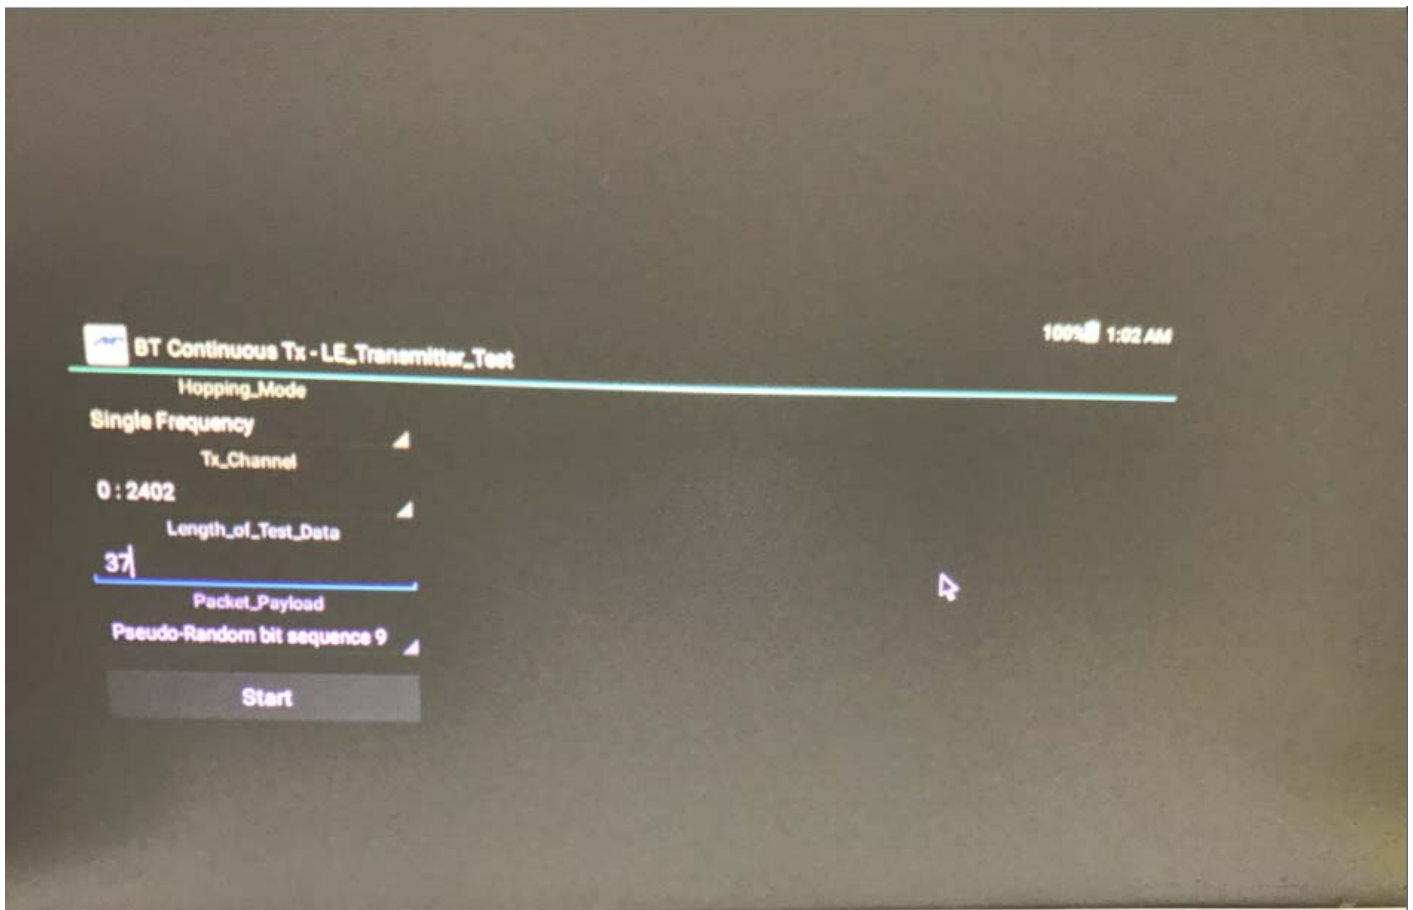 100% 1:02 AM
BT Continuous Tx - LE_Transmitter_Test
Hopping_Mode
Single Frequency
Tx_Channel
0 : 2402
Length_of_Test_Data
37
Packet_Payload
Pseudo-Random bit sequence 9
Start